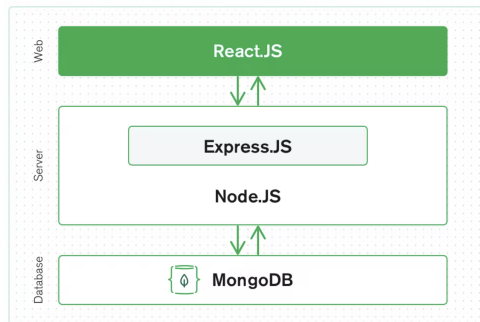 Web
React.JS
Server
Express.JS
Node.JS
Database
MongoDB